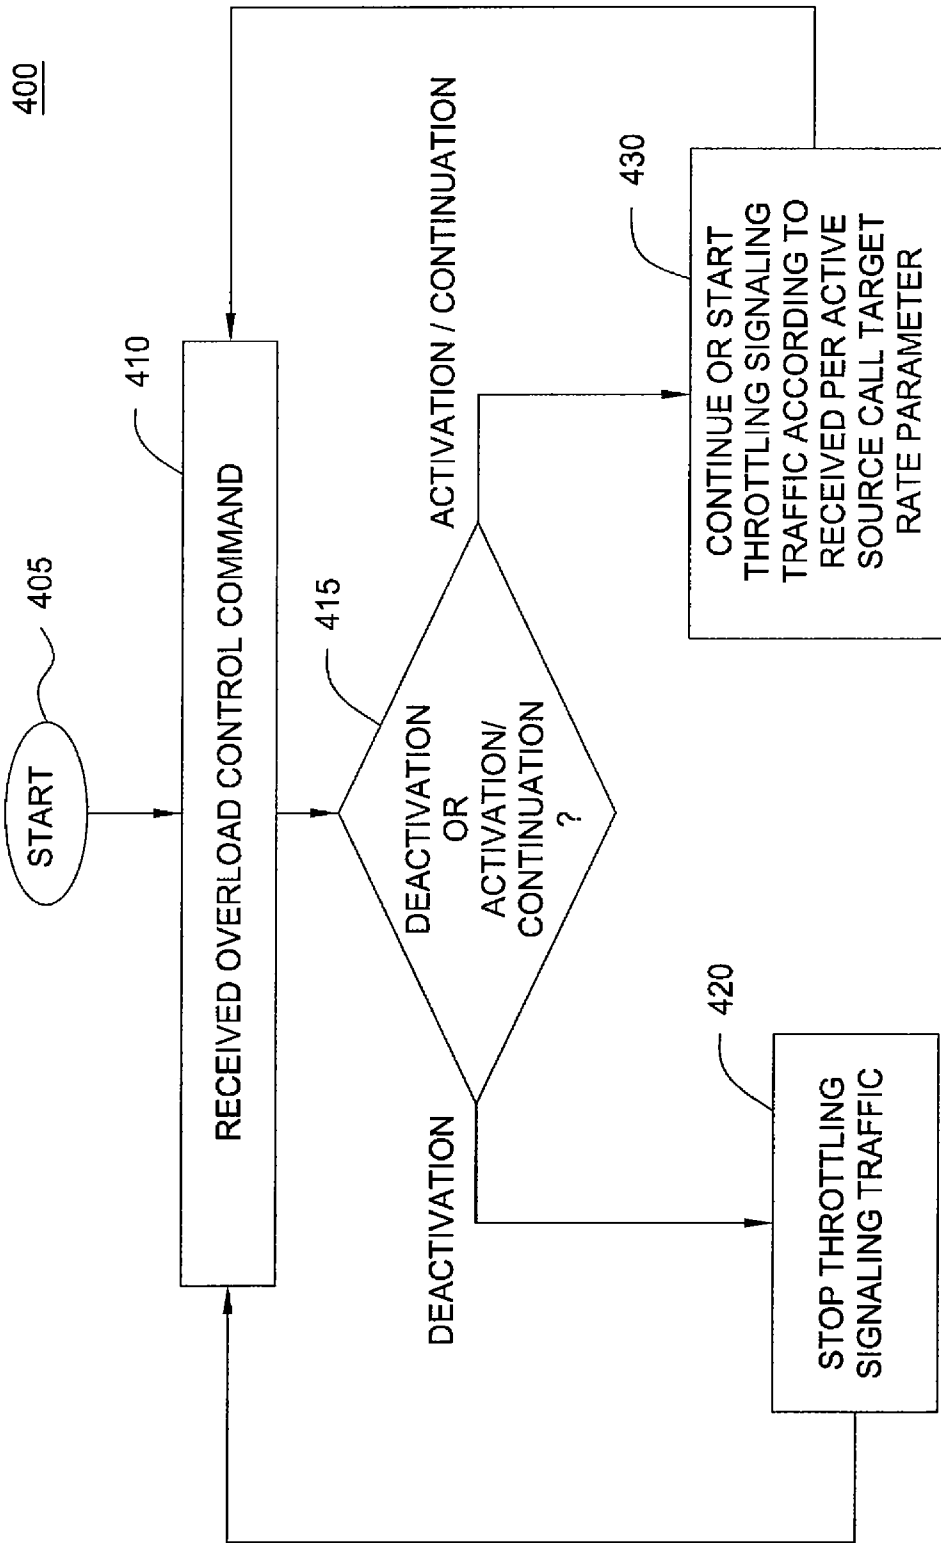 400
START
405
RECEIVED OVERLOAD CONTROL COMMAND
410
DEACTIVATION
OR
ACTIVATION/
CONTINUATION
?
415
DEACTIVATION
ACTIVATION / CONTINUATION
STOP THROTTLING
SIGNALING TRAFFIC
420
CONTINUE OR START
THROTTLING SIGNALING
TRAFFIC ACCORDING TO
RECEIVED PER ACTIVE
SOURCE CALL TARGET
RATE PARAMETER
430